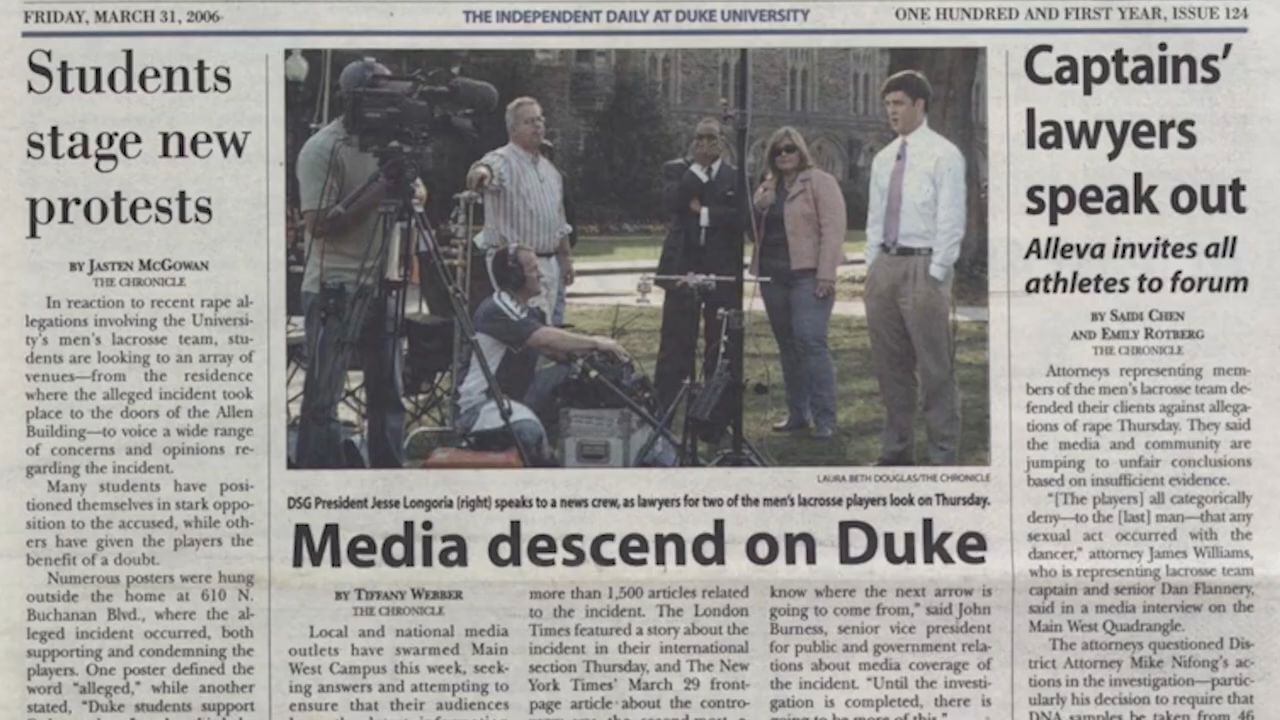 FRIDAY, MARCH 31, 2006
THE INDEPENDENT DAILY AT DUKE UNIVERSITY
ONE HUNDRED AND FIRST YEAR, ISSUE 124
Students
stage new
protests
BY JASTEN MCGOWAN
THE CHRONICLE
In reaction to recent rape al-
legations involving the Universi-
ty's men's lacrosse team, stu-
dents are looking to an array of
venues—from the residence
where the alleged incident took
place to the doors of the Allen
Building—to voice a wide range
of concerns and opinions re-
garding the incident.
Many students have posi-
tioned themselves in stark oppo-
sition to the accused, while oth-
ers have given the players the
benefit of a doubt.
Numerous posters were hung
outside the home at 610 N.
Buchanan Blvd., where the al-
leged incident occurred, both
supporting and condemning the
players. One poster defined the
word "alleged," while another
stated, "Duke students support
LAURA BETH DOUGLAS/THE CHRONICLE
DSG President Jesse Longoria (right) speaks to a news crew, as lawyers for two of the men's lacrosse players look on Thursday.
Media descend on Duke
BY TIFFANY WEBBER
THE CHRONICLE
Local and national media
outlets have swarmed Main
West Campus this week, seek-
ing answers and attempting to
ensure that their audiences
more than 1,500 articles related
to the incident. The London
Times featured a story about the
incident in their international
section Thursday, and The New
York Times' March 29 front-
page article about the contro-
know where the next arrow is
going to come from," said John
Burness, senior vice president
for public and government rela-
tions about media coverage of
the incident. "Until the investi-
gation is completed, there is
going to be more of this."
Captains'
lawyers
speak out
Alleva invites all
athletes to forum
BY SAIDI CHEN
AND EMILY ROTBERG
THE CHRONICLE
Attorneys representing mem-
bers of the men's lacrosse team de-
fended their clients against allega-
tions of rape Thursday. They said
the media and community are
jumping to unfair conclusions
based on insufficient evidence.
"[The players] all categorically
deny—to the [last] man—that any
sexual act occurred with the
dancer," attorney James Williams,
who is representing lacrosse team
captain and senior Dan Flannery,
said in a media interview on the
Main West Quadrangle.
The attorneys questioned Dis-
trict Attorney Mike Nifong's ac-
tions in the investigation—partic-
ularly his decision to require that
DNA samples be taken from 46